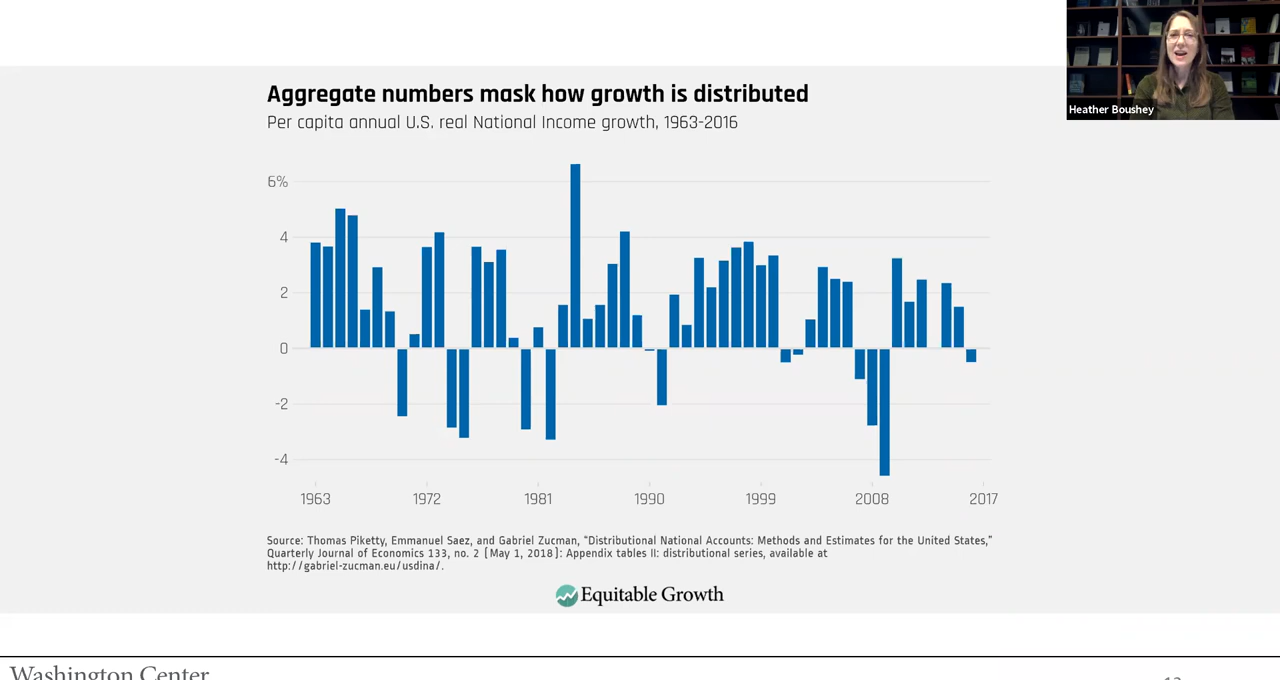 Heather Boushey
Aggregate numbers mask how growth is distributed
Per capita annual U.S. real National Income growth, 1963-2016
6%
4
2
0
-2
-4
1963 1972 1981 1990 1999 2008 2017
Source: Thomas Piketty, Emmanuel Saez, and Gabriel Zucman, “Distributional National Accounts: Methods and Estimates for the United States,”
Quarterly Journal of Economics 133, no. 2 (May 1, 2018): Appendix tables II: distributional series, available at
http://gabriel-zucman.eu/usdina/.
Equitable Growth
Washington Center